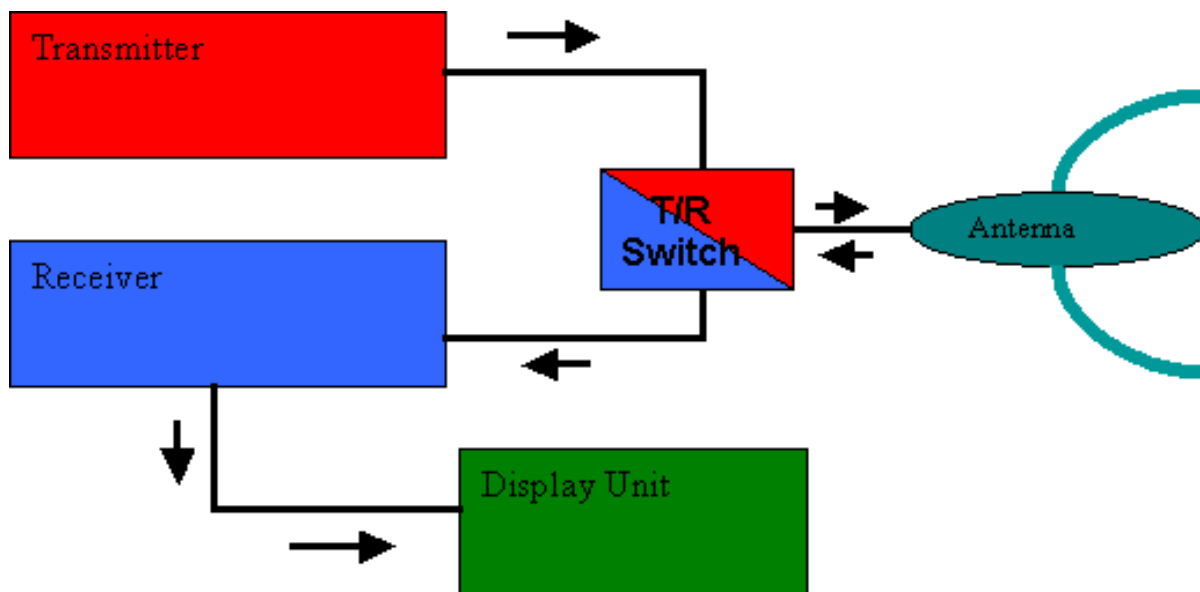 Transmitter
T/R
Switch
Antenna
Receiver
Display Unit